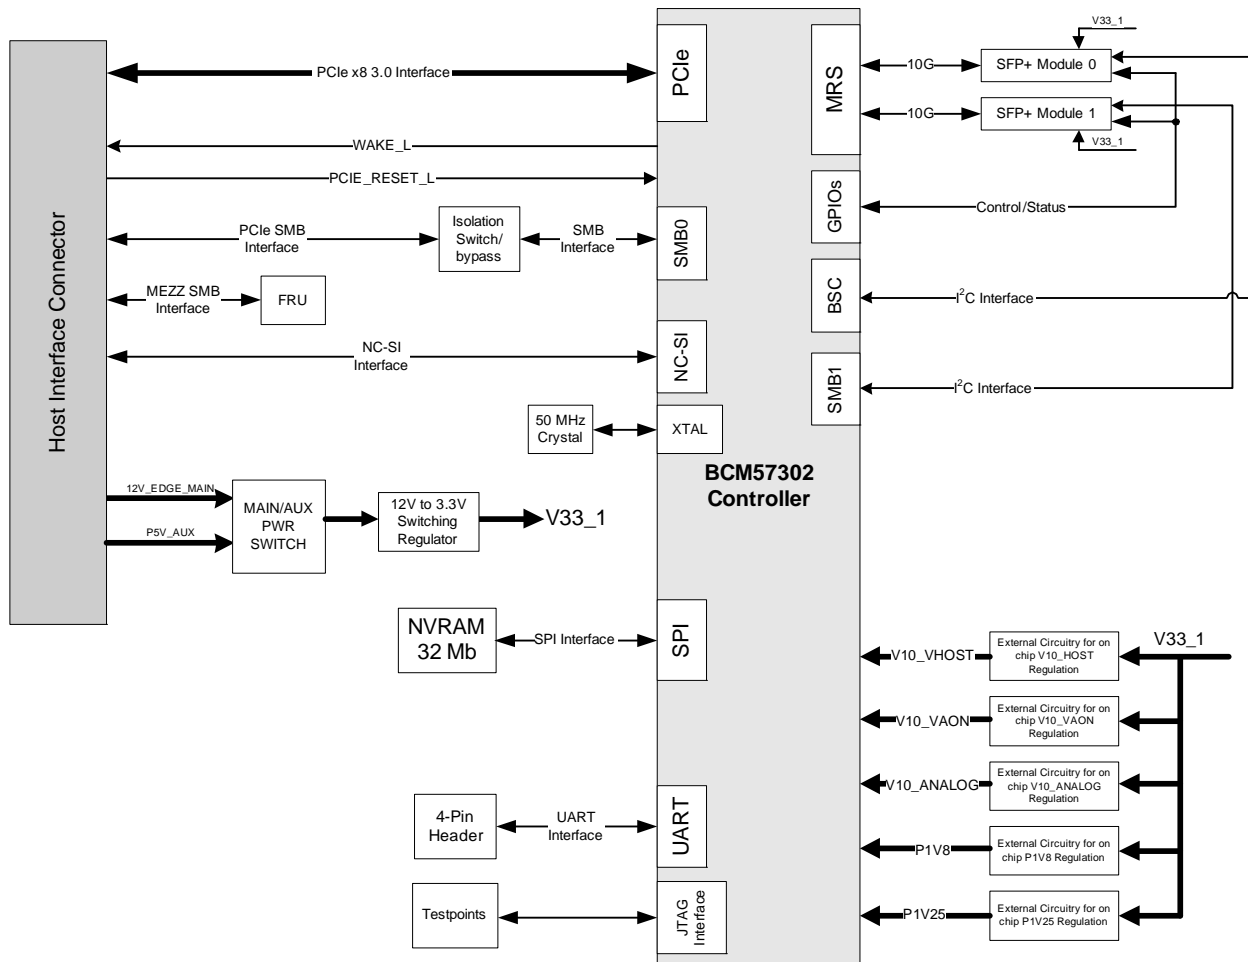 Host Interface Connector
PCIe x8 3.0 Interface
WAKE_L
PCIE_RESET_L
PCIe SMB
Interface
Isolation
Switch/
bypass
SMB
Interface
MEZZ SMB
Interface
FRU
NC-SI
Interface
50 MHz
Crystal
12V_EDGE_MAIN
P5V_AUX
MAIN/AUX
PWR
SWITCH
12V to 3.3V
Switching
Regulator
V33_1
NVRAM
32 Mb
SPI Interface
4-Pin
Header
UART
Interface
Testpoints
PCIe
SMB0
NC-SI
XTAL
SPI
UART
JTAG
Interface
BCM57302
Controller
MRS
GPIOs
BSC
SMB1
10G
SFP+ Module 0
V33_1
10G
SFP+ Module 1
V33_1
Control/Status
I²C Interface
I²C Interface
V33_1
V10_VHOST
External Circuitry for on
chip V10_HOST
Regulation
V10_VAON
External Circuitry for on
chip V10_VAON
Regulation
V10_ANALOG
External Circuitry for on
chip V10_ANALOG
Regulation
P1V8
External Circuitry for on
chip P1V8 Regulation
P1V25
External Circuitry for on
chip P1V25 Regulation